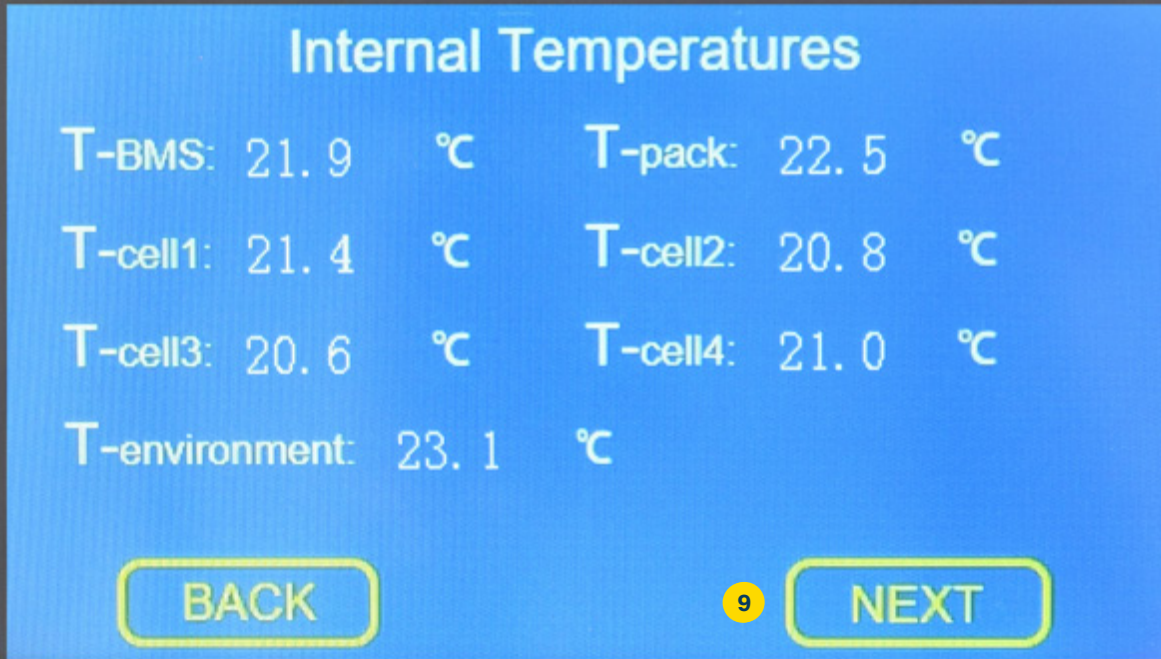 Internal Temperatures
T-BMS: 21.9 ℃ T-pack: 22.5 ℃
T-cell1: 21.4 ℃ T-cell2: 20.8 ℃
T-cell3: 20.6 ℃ T-cell4: 21.0 ℃
T-environment: 23.1 ℃
BACK 9 NEXT